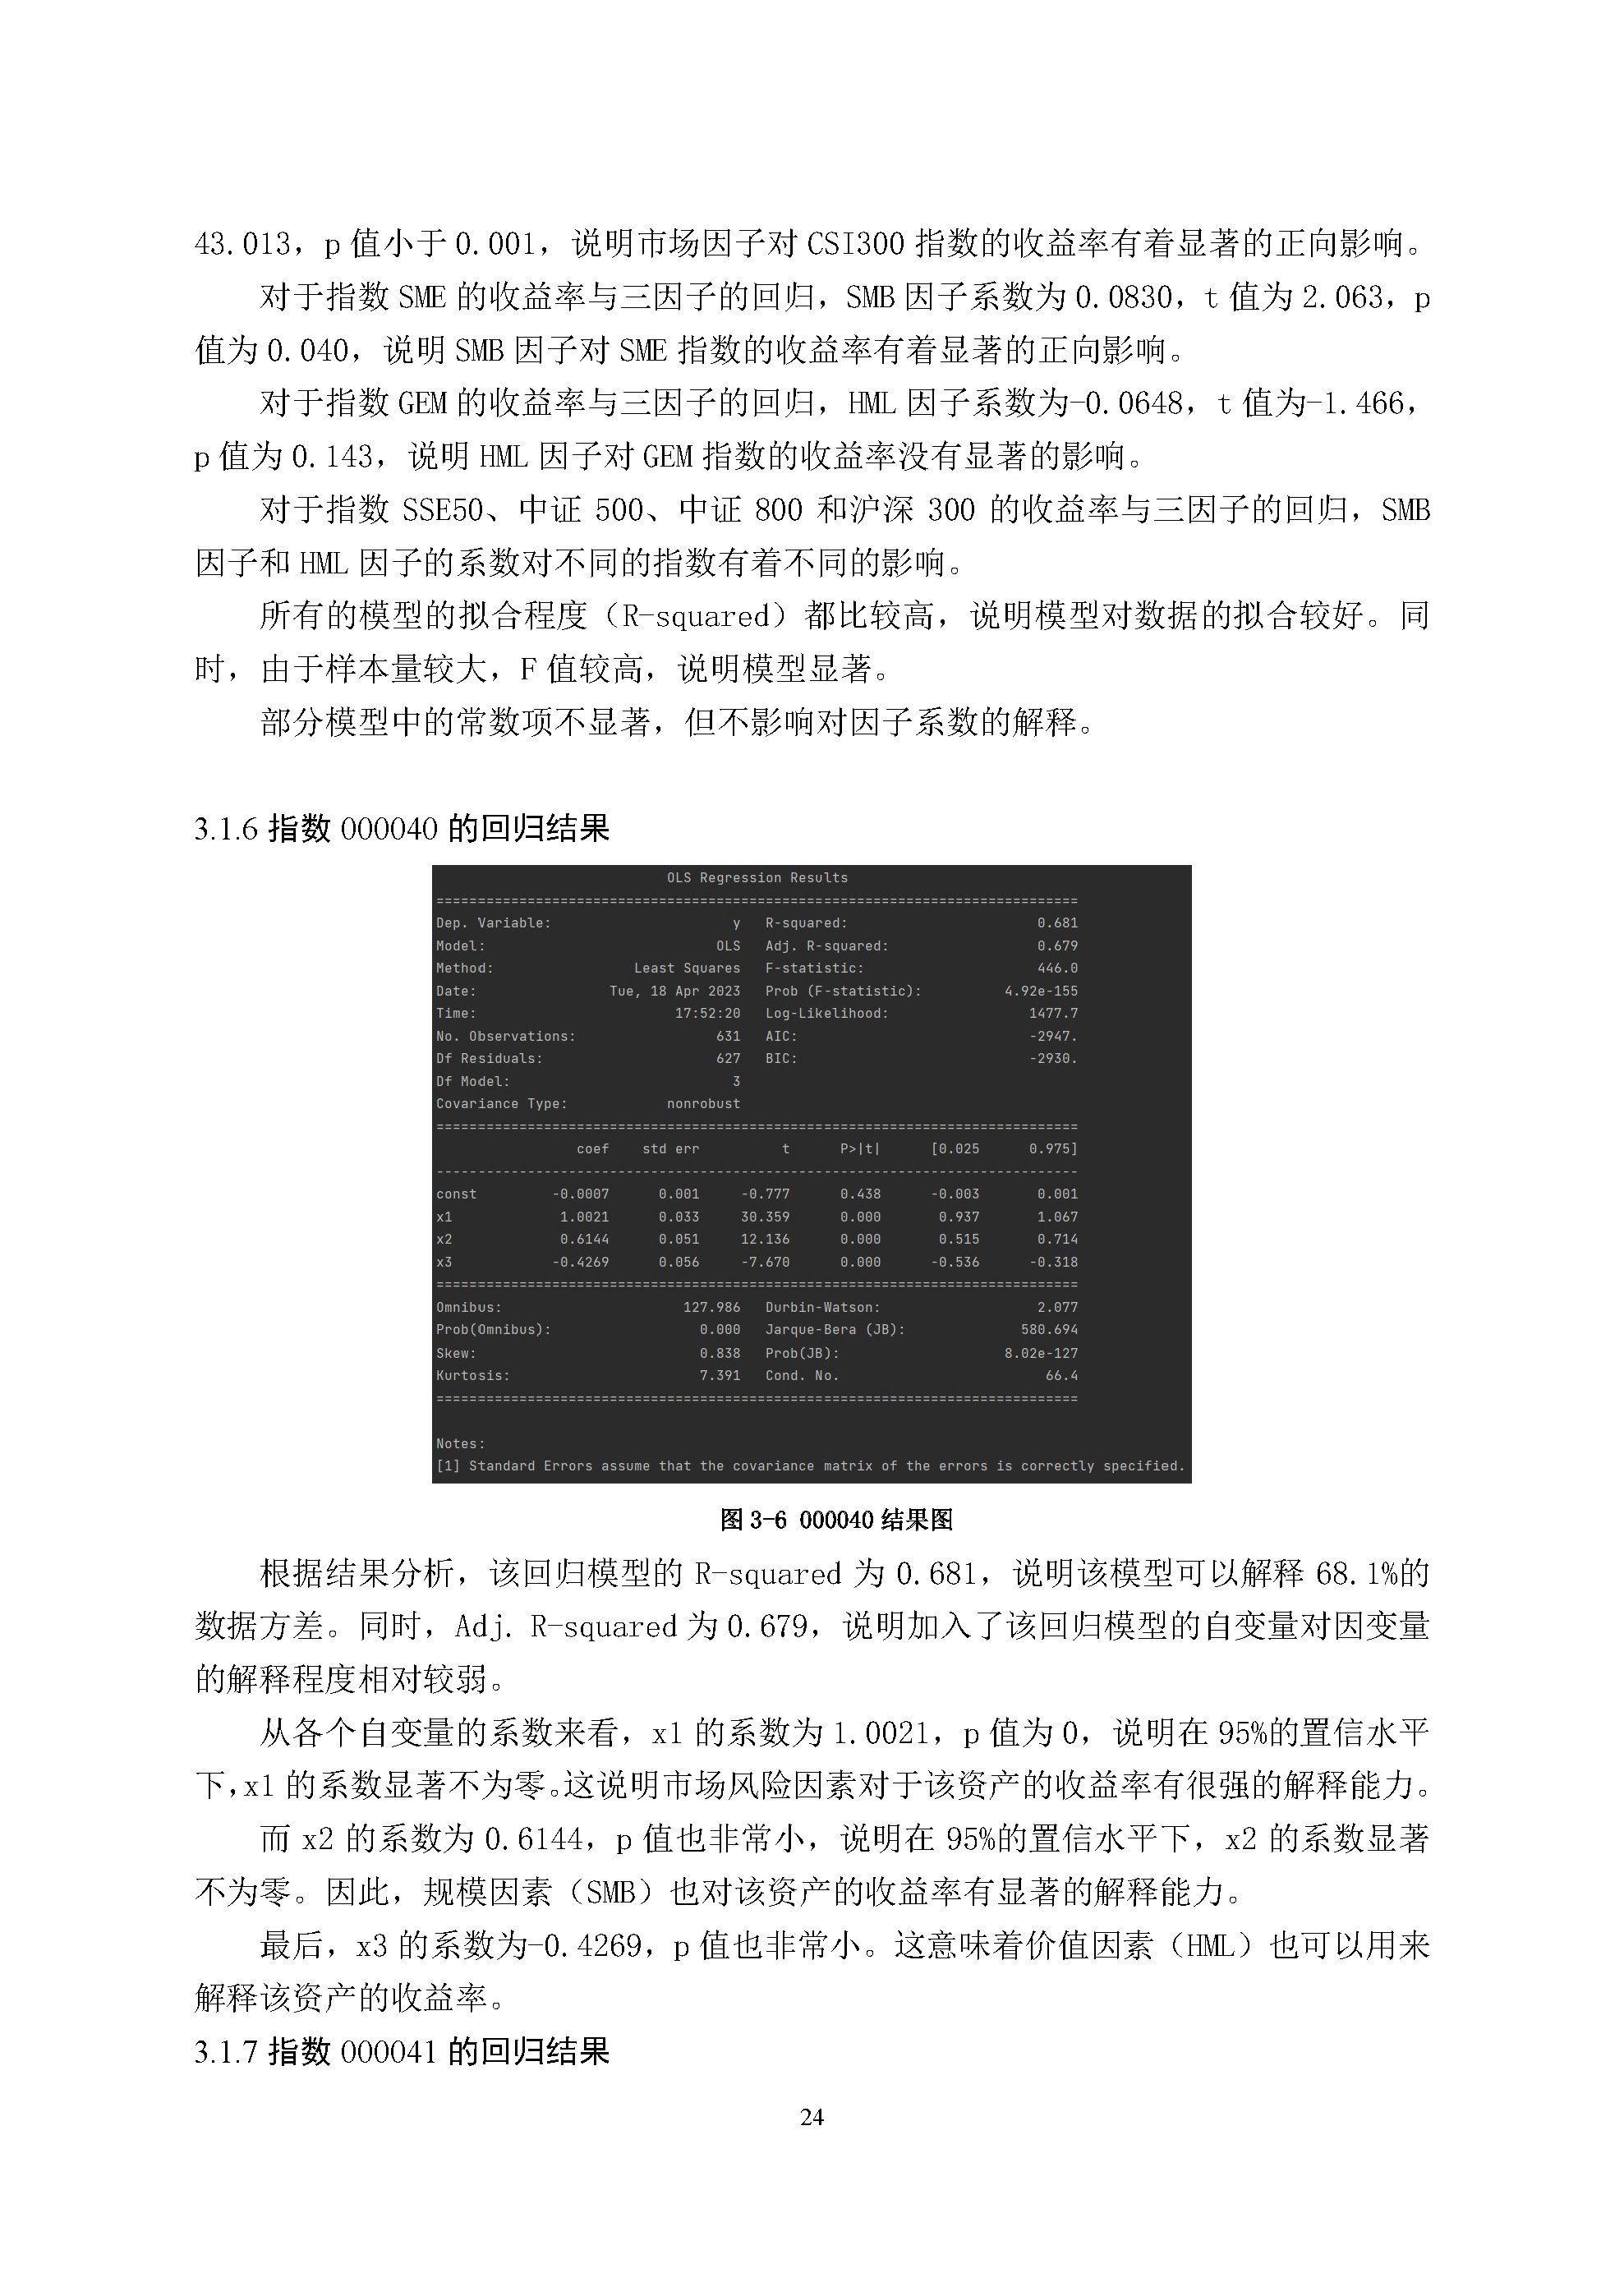 43.013，p 值小于 0.001，说明市场因子对 CSI300 指数的收益率有着显著的正向影响。
对于指数 SME 的收益率与三因子的回归，SMB 因子系数为 0.0830，t 值为 2.063，p
值为 0.040，说明 SMB 因子对 SME 指数的收益率有着显著的正向影响。
对于指数 GEM 的收益率与三因子的回归，HML 因子系数为-0.0648，t 值为-1.466，
p 值为 0.143，说明 HML 因子对 GEM 指数的收益率没有显著的影响。
对于指数 SSE50、中证 500、中证 800 和沪深 300 的收益率与三因子的回归，SMB
因子和 HML 因子的系数对不同的指数有着不同的影响。
所有的模型的拟合程度（R-squared）都比较高，说明模型对数据的拟合较好。同
时，由于样本量较大，F 值较高，说明模型显著。
部分模型中的常数项不显著，但不影响对因子系数的解释。
3.1.6 指数 000040 的回归结果
OLS Regression Results
==============================================================================
Dep. Variable: y R-squared: 0.681
Model: OLS Adj. R-squared: 0.679
Method: Least Squares F-statistic: 446.0
Date: Tue, 18 Apr 2023 Prob (F-statistic): 4.92e-155
Time: 17:52:20 Log-Likelihood: 1477.7
No. Observations: 631 AIC: -2947.
Df Residuals: 627 BIC: -2930.
Df Model: 3
Covariance Type: nonrobust
==============================================================================
coef std err t P>|t| [0.025 0.975]
------------------------------------------------------------------------------
const -0.0007 0.001 -0.777 0.438 -0.003 0.001
x1 1.0021 0.033 30.359 0.000 0.937 1.067
x2 0.6144 0.051 12.136 0.000 0.515 0.714
x3 -0.4269 0.056 -7.670 0.000 -0.536 -0.318
==============================================================================
Omnibus: 127.986 Durbin-Watson: 2.077
Prob(Omnibus): 0.000 Jarque-Bera (JB): 580.694
Skew: 0.838 Prob(JB): 8.02e-127
Kurtosis: 7.391 Cond. No. 66.4
==============================================================================
Notes:
[1] Standard Errors assume that the covariance matrix of the errors is correctly specified.
图 3-6 000040 结果图
根据结果分析，该回归模型的 R-squared 为 0.681，说明该模型可以解释 68.1%的
数据方差。同时，Adj. R-squared 为 0.679，说明加入了该回归模型的自变量对因变量
的解释程度相对较弱。
从各个自变量的系数来看，x1 的系数为 1.0021，p 值为 0，说明在 95%的置信水平
下，x1 的系数显著不为零。这说明市场风险因素对于该资产的收益率有很强的解释能力。
而 x2 的系数为 0.6144，p 值也非常小，说明在 95%的置信水平下，x2 的系数显著
不为零。因此，规模因素（SMB）也对该资产的收益率有显著的解释能力。
最后，x3 的系数为-0.4269，p 值也非常小。这意味着价值因素（HML）也可以用来
解释该资产的收益率。
3.1.7 指数 000041 的回归结果
24